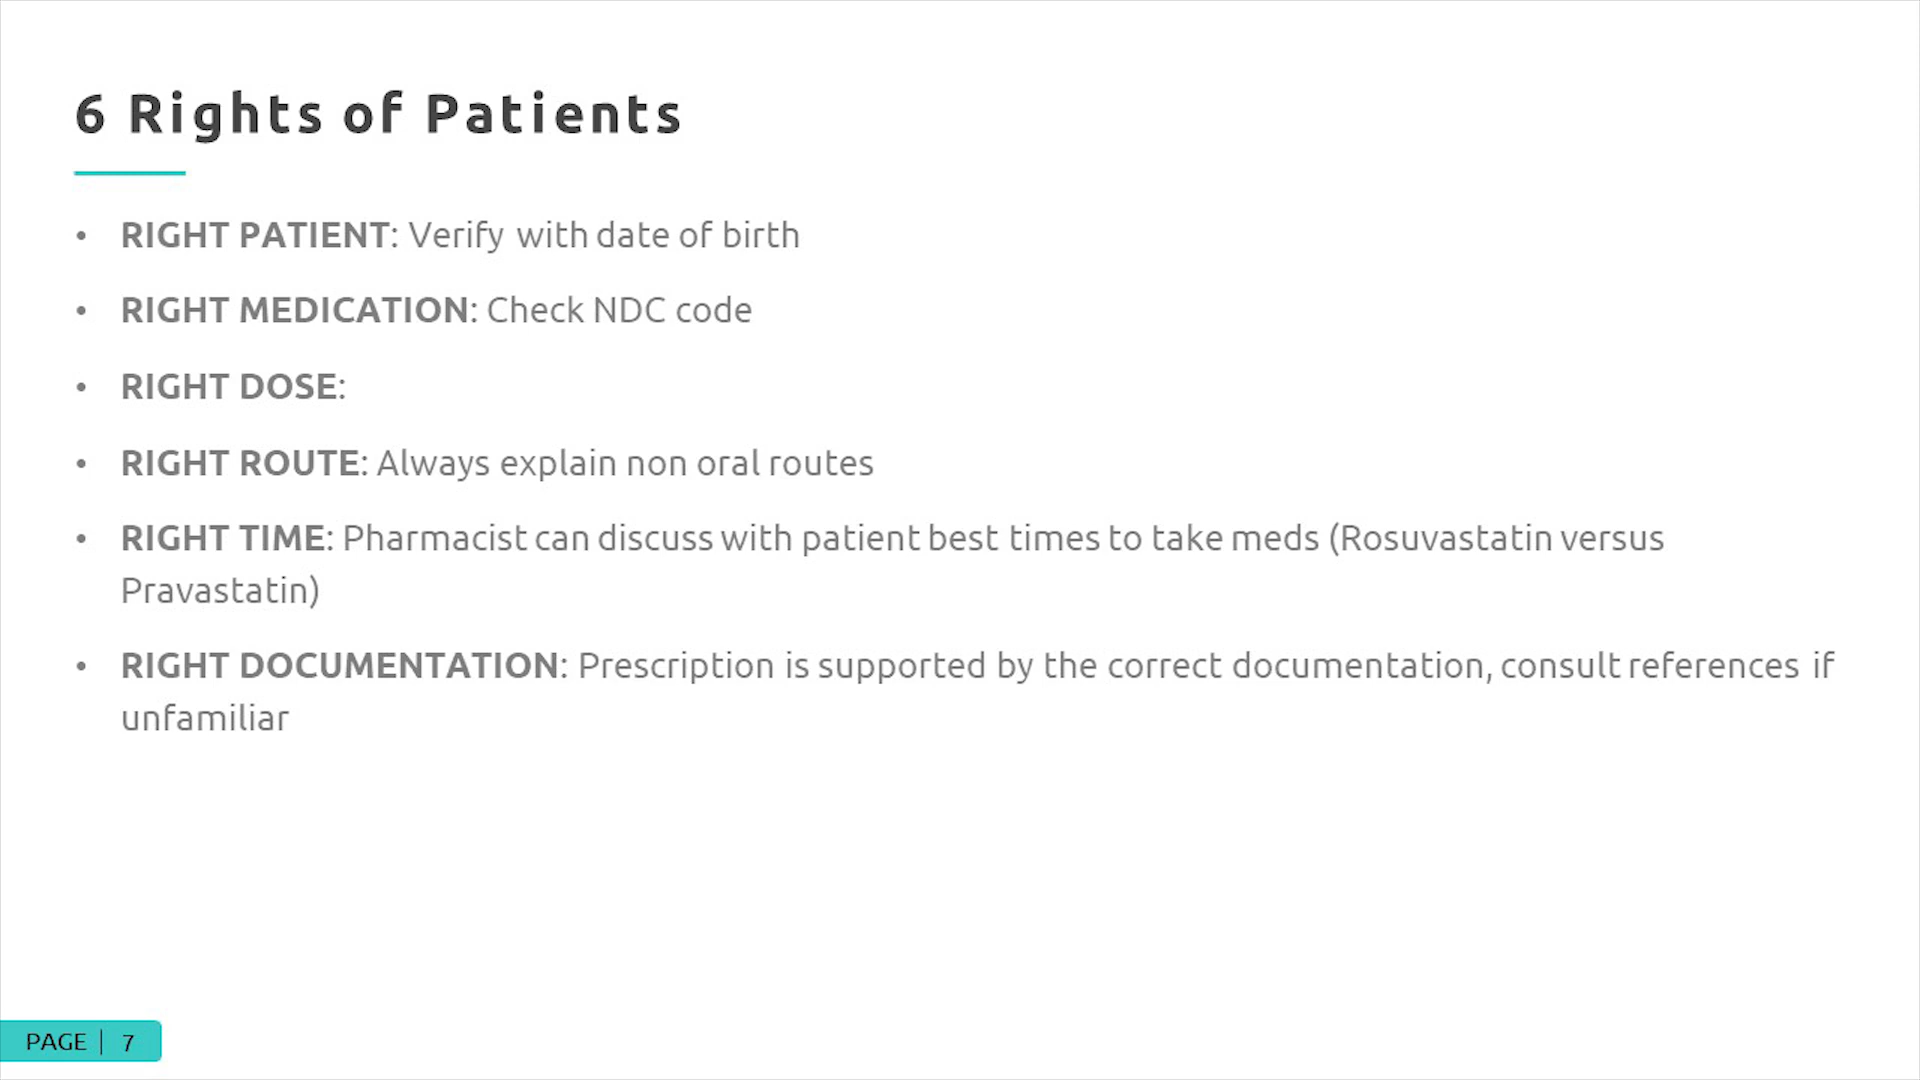 6 Rights of Patients
• RIGHT PATIENT: Verify with date of birth
• RIGHT MEDICATION: Check NDC code
• RIGHT DOSE:
• RIGHT ROUTE: Always explain non oral routes
• RIGHT TIME: Pharmacist can discuss with patient best times to take meds (Rosuvastatin versus
Pravastatin)
• RIGHT DOCUMENTATION: Prescription is supported by the correct documentation, consult references if
unfamiliar
PAGE | 7